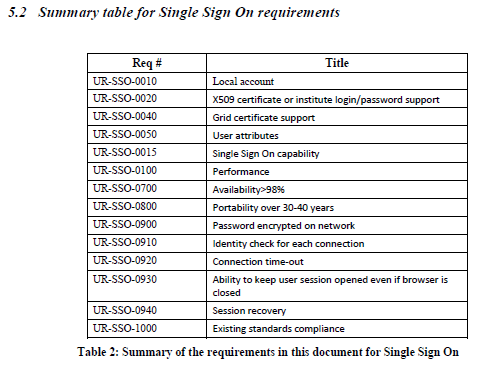 5.2 Summary table for Single Sign On requirements
Req # Title
UR-SSO-0010 Local account
UR-SSO-0020 X509 certificate or institute login/password support
UR-SSO-0040 Grid certificate support
UR-SSO-0050 User attributes
UR-SSO-0015 Single Sign On capability
UR-SSO-0100 Performance
UR-SSO-0700 Availability>98%
UR-SSO-0800 Portability over 30-40 years
UR-SSO-0900 Password encrypted on network
UR-SSO-0910 Identity check for each connection
UR-SSO-0920 Connection time-out
UR-SSO-0930 Ability to keep user session opened even if browser is
closed
UR-SSO-0940 Session recovery
UR-SSO-1000 Existing standards compliance
Table 2: Summary of the requirements in this document for Single Sign On